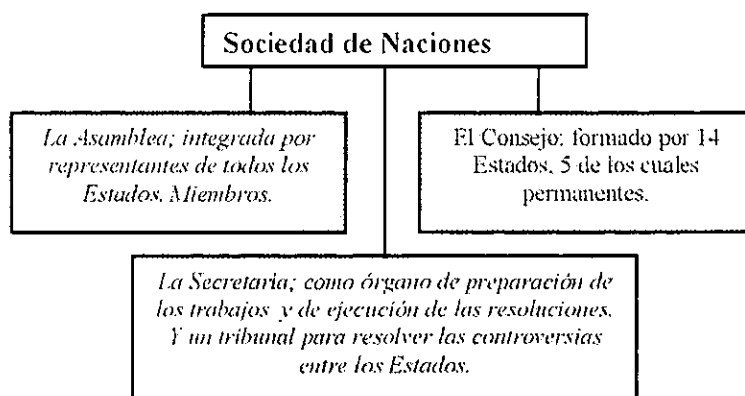 Sociedad de Naciones
La Asamblea; integrada por
representantes de todos los
Estados. Miembros.
El Consejo: formado por 14
Estados, 5 de los cuales
permanentes.
La Secretaria; como órgano de preparación de
los trabajos y de ejecución de las resoluciones.
Y un tribunal para resolver las controversias
entre los Estados.